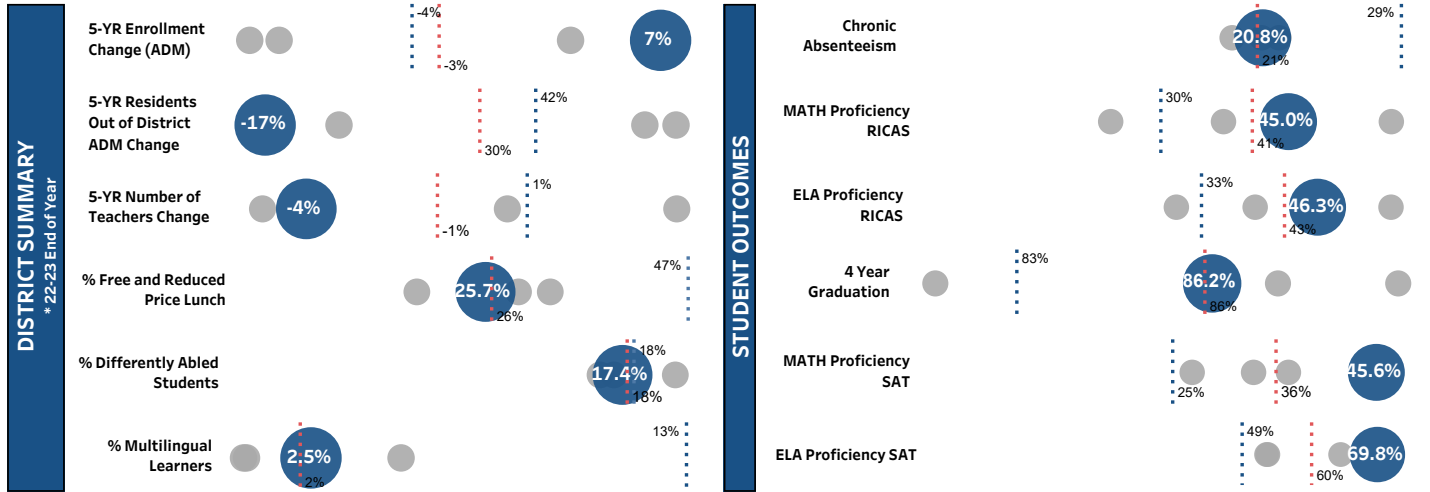 DISTRICT SUMMARY
* 22-23 End of Year
5-YR Enrollment
Change (ADM)
-4%
-3%
7%
5-YR Residents
Out of District
ADM Change
-17%
30%
42%
5-YR Number of
Teachers Change
-4%
-1%
1%
% Free and Reduced
Price Lunch
25.7%
26%
47%
% Differently Abled
Students
17.4%
18%
18%
% Multilingual
Learners
2.5%
2%
13%
STUDENT OUTCOMES
Chronic
Absenteeism
20.8%
21%
29%
MATH Proficiency
RICAS
30%
41%
45.0%
ELA Proficiency
RICAS
33%
43%
46.3%
4 Year
Graduation
83%
86.2%
86%
MATH Proficiency
SAT
25%
36%
45.6%
ELA Proficiency SAT
49%
60%
69.8%